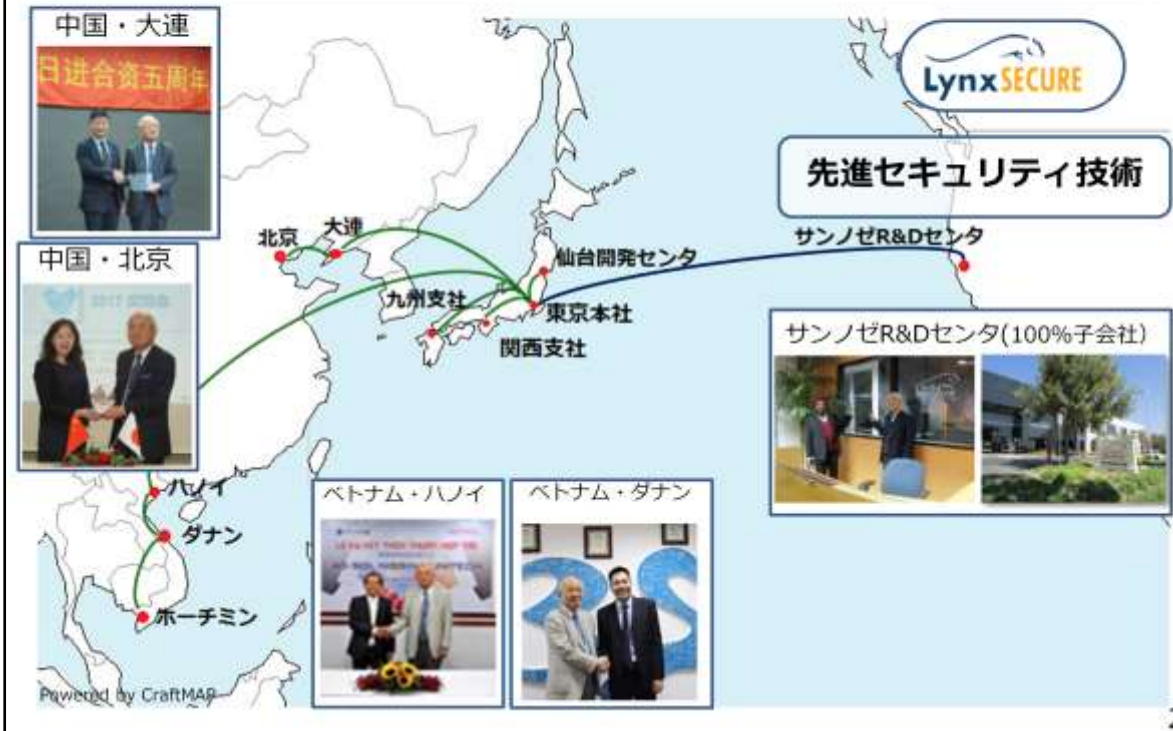 中国・大連
日进合资五周年
中国・北京
Lynx SECURE
先進セキュリティ技術
北京
大連
仙台開発センタ
サンノゼR&Dセンタ
九州支社
東京本社
関西支社
サンノゼR&Dセンタ(100%子会社)
ハノイ
ダナン
ホーチミン
ベトナム・ハノイ
ベトナム・ダナン
Powered by CraftMAP